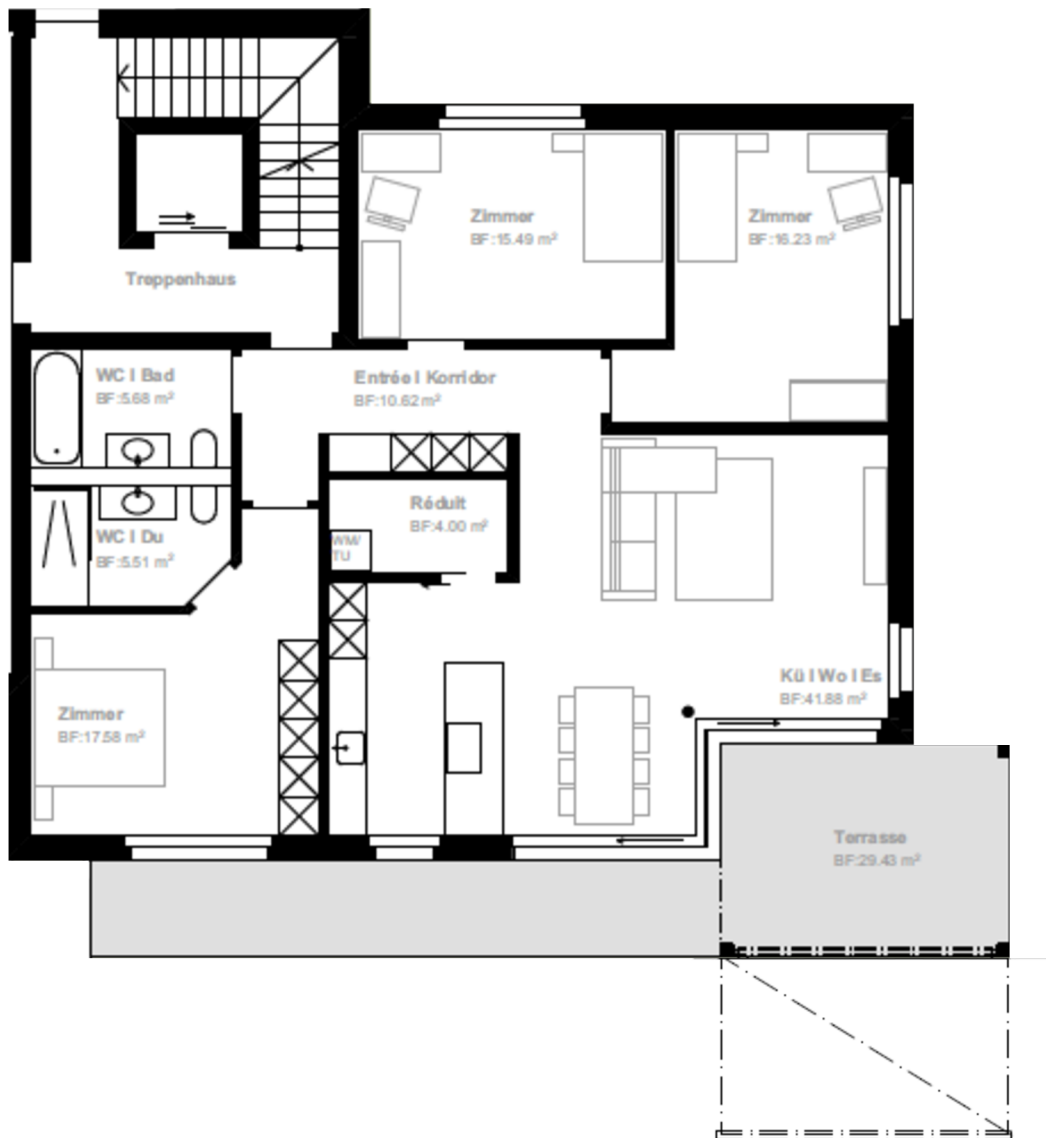 Zimmer
BF:15.49 m²
Zimmer
BF:16.23 m²
Treppenhaus
WC I Bad
BF:5.68 m²
Entrée I Korridor
BF:10.62 m²
Réduit
BF:4.00 m²
WM/
TU
WC I Du
BF:5.51 m²
Kü I Wo I Es
BF:41.88 m²
Zimmer
BF:17.58 m²
Terrasse
BF:29.43 m²